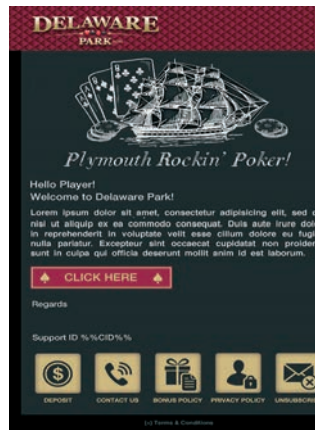 DELAWARE
PARK
Plymouth Rockin' Poker!
Hello Player!
Welcome to Delaware Park!
Lorem ipsum dolor sit amet, consectetur adipisicing elit, sed
nisi ut aliquip ex ea commodo consequat. Duis aute irure dol
in reprehenderit in voluptate velit esse cillum dolore eu fugi
nulla pariatur. Excepteur sint occaecat cupidatat non proiden
sunt in culpa qui officia deserunt mollit anim id est laborum.
CLICK HERE
Regards
Support ID %%CID%%
DEPOSIT
CONTACT US
BONUS POLICY
PRIVACY POLICY
UNSUBSCRI
(c) Terms & Conditions